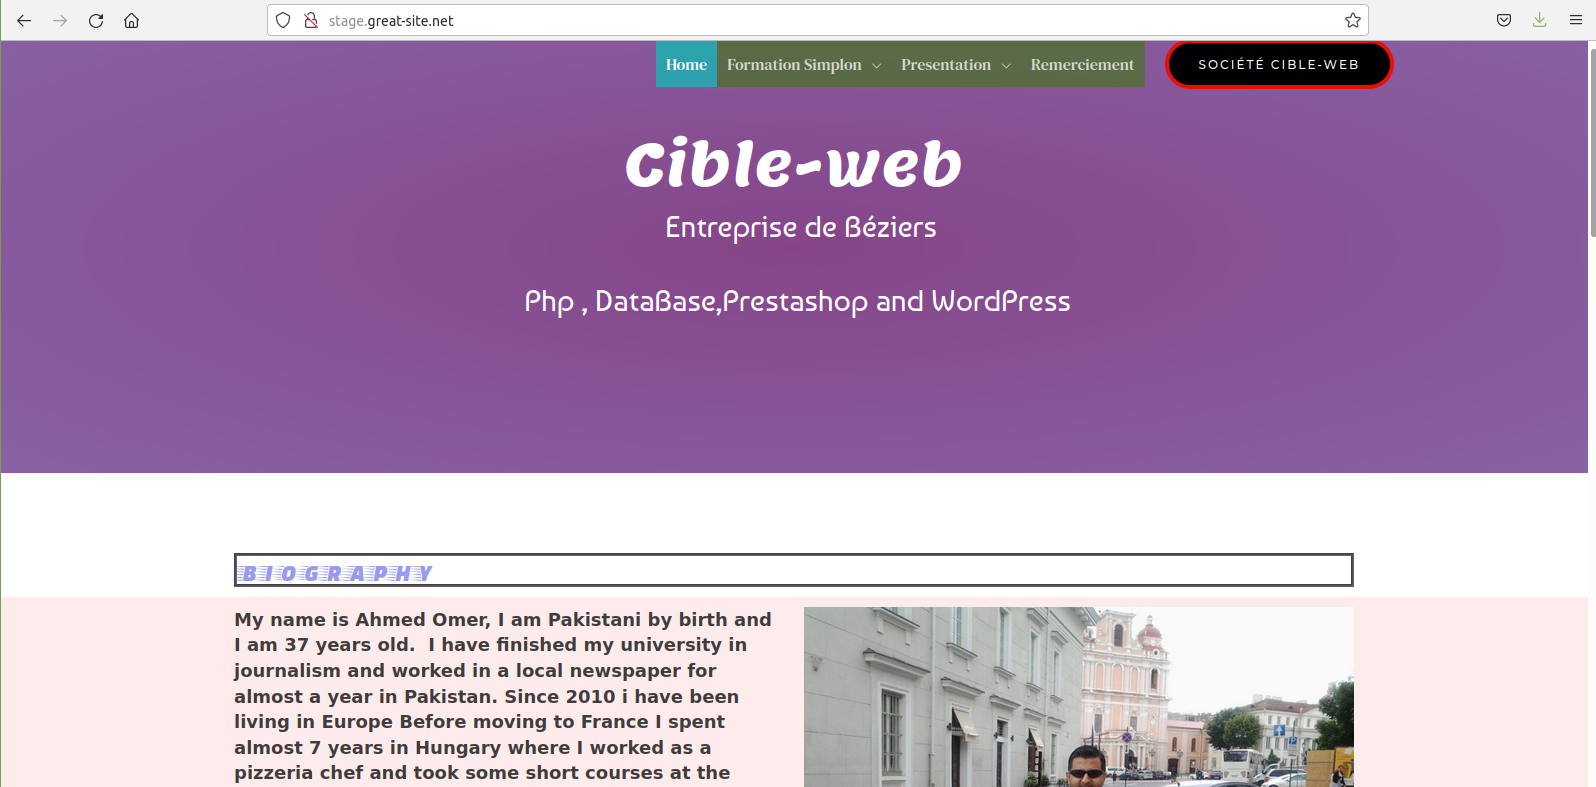 stage.great-site.net
Home Formation Simplon Presentation Remerciement SOCIÉTÉ CIBLE-WEB
Cible-web
Entreprise de Béziers
Php , DataBase,Prestashop and WordPress
BIOGRAPHY
My name is Ahmed Omer, I am Pakistani by birth and
I am 37 years old.  I have finished my university in
journalism and worked in a local newspaper for
almost a year in Pakistan. Since 2010 i have been
living in Europe Before moving to France I spent
almost 7 years in Hungary where I worked as a
pizzeria chef and took some short courses at the